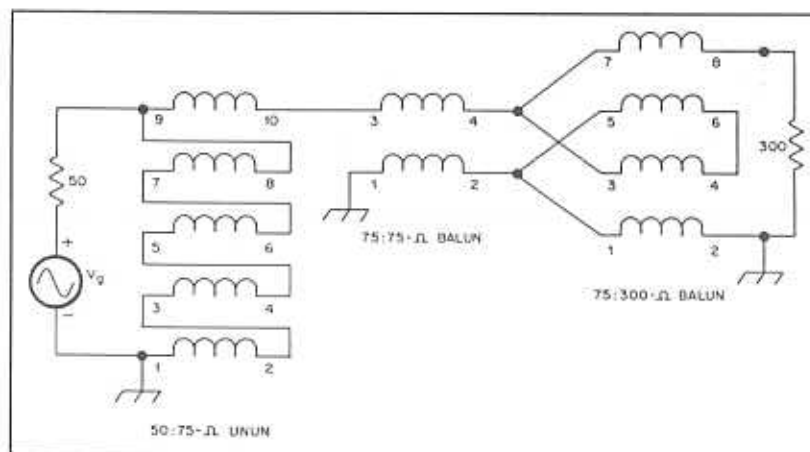 7 8
9 10 3 4 5 6
50 7 8 1 2 3 4 300
+
Vg 5 6 75:75-Ω BALUN 1 2
−
3 4 75:300-Ω BALUN
1 2
50:75-Ω UNUN